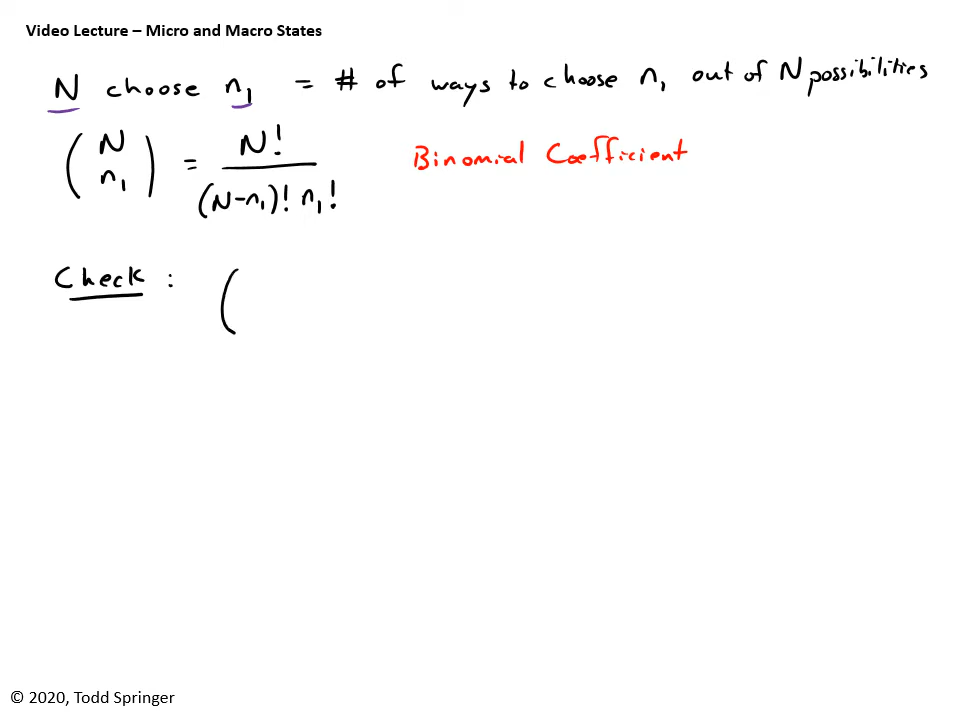 Video Lecture – Micro and Macro States
N choose n₁ = # of ways to choose n₁ out of N possibilities
(N n₁) = N! / (N-n₁)! n₁! Binomial Coefficient
Check : (
© 2020, Todd Springer